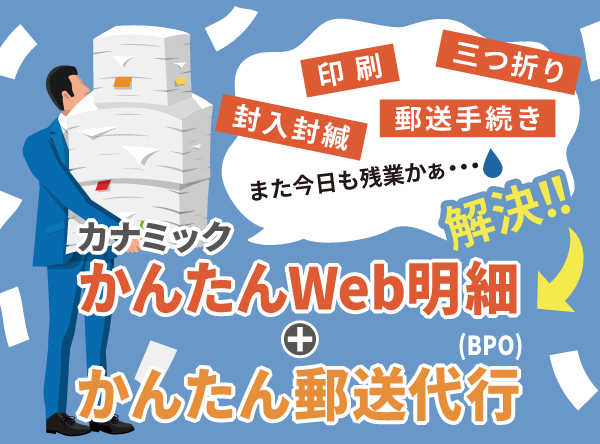 印刷
三つ折り
封入封緘
郵送手続き
また今日も残業かぁ・・・
解決!!
カナミック
かんたんWeb明細
+
(BPO)
かんたん郵送代行